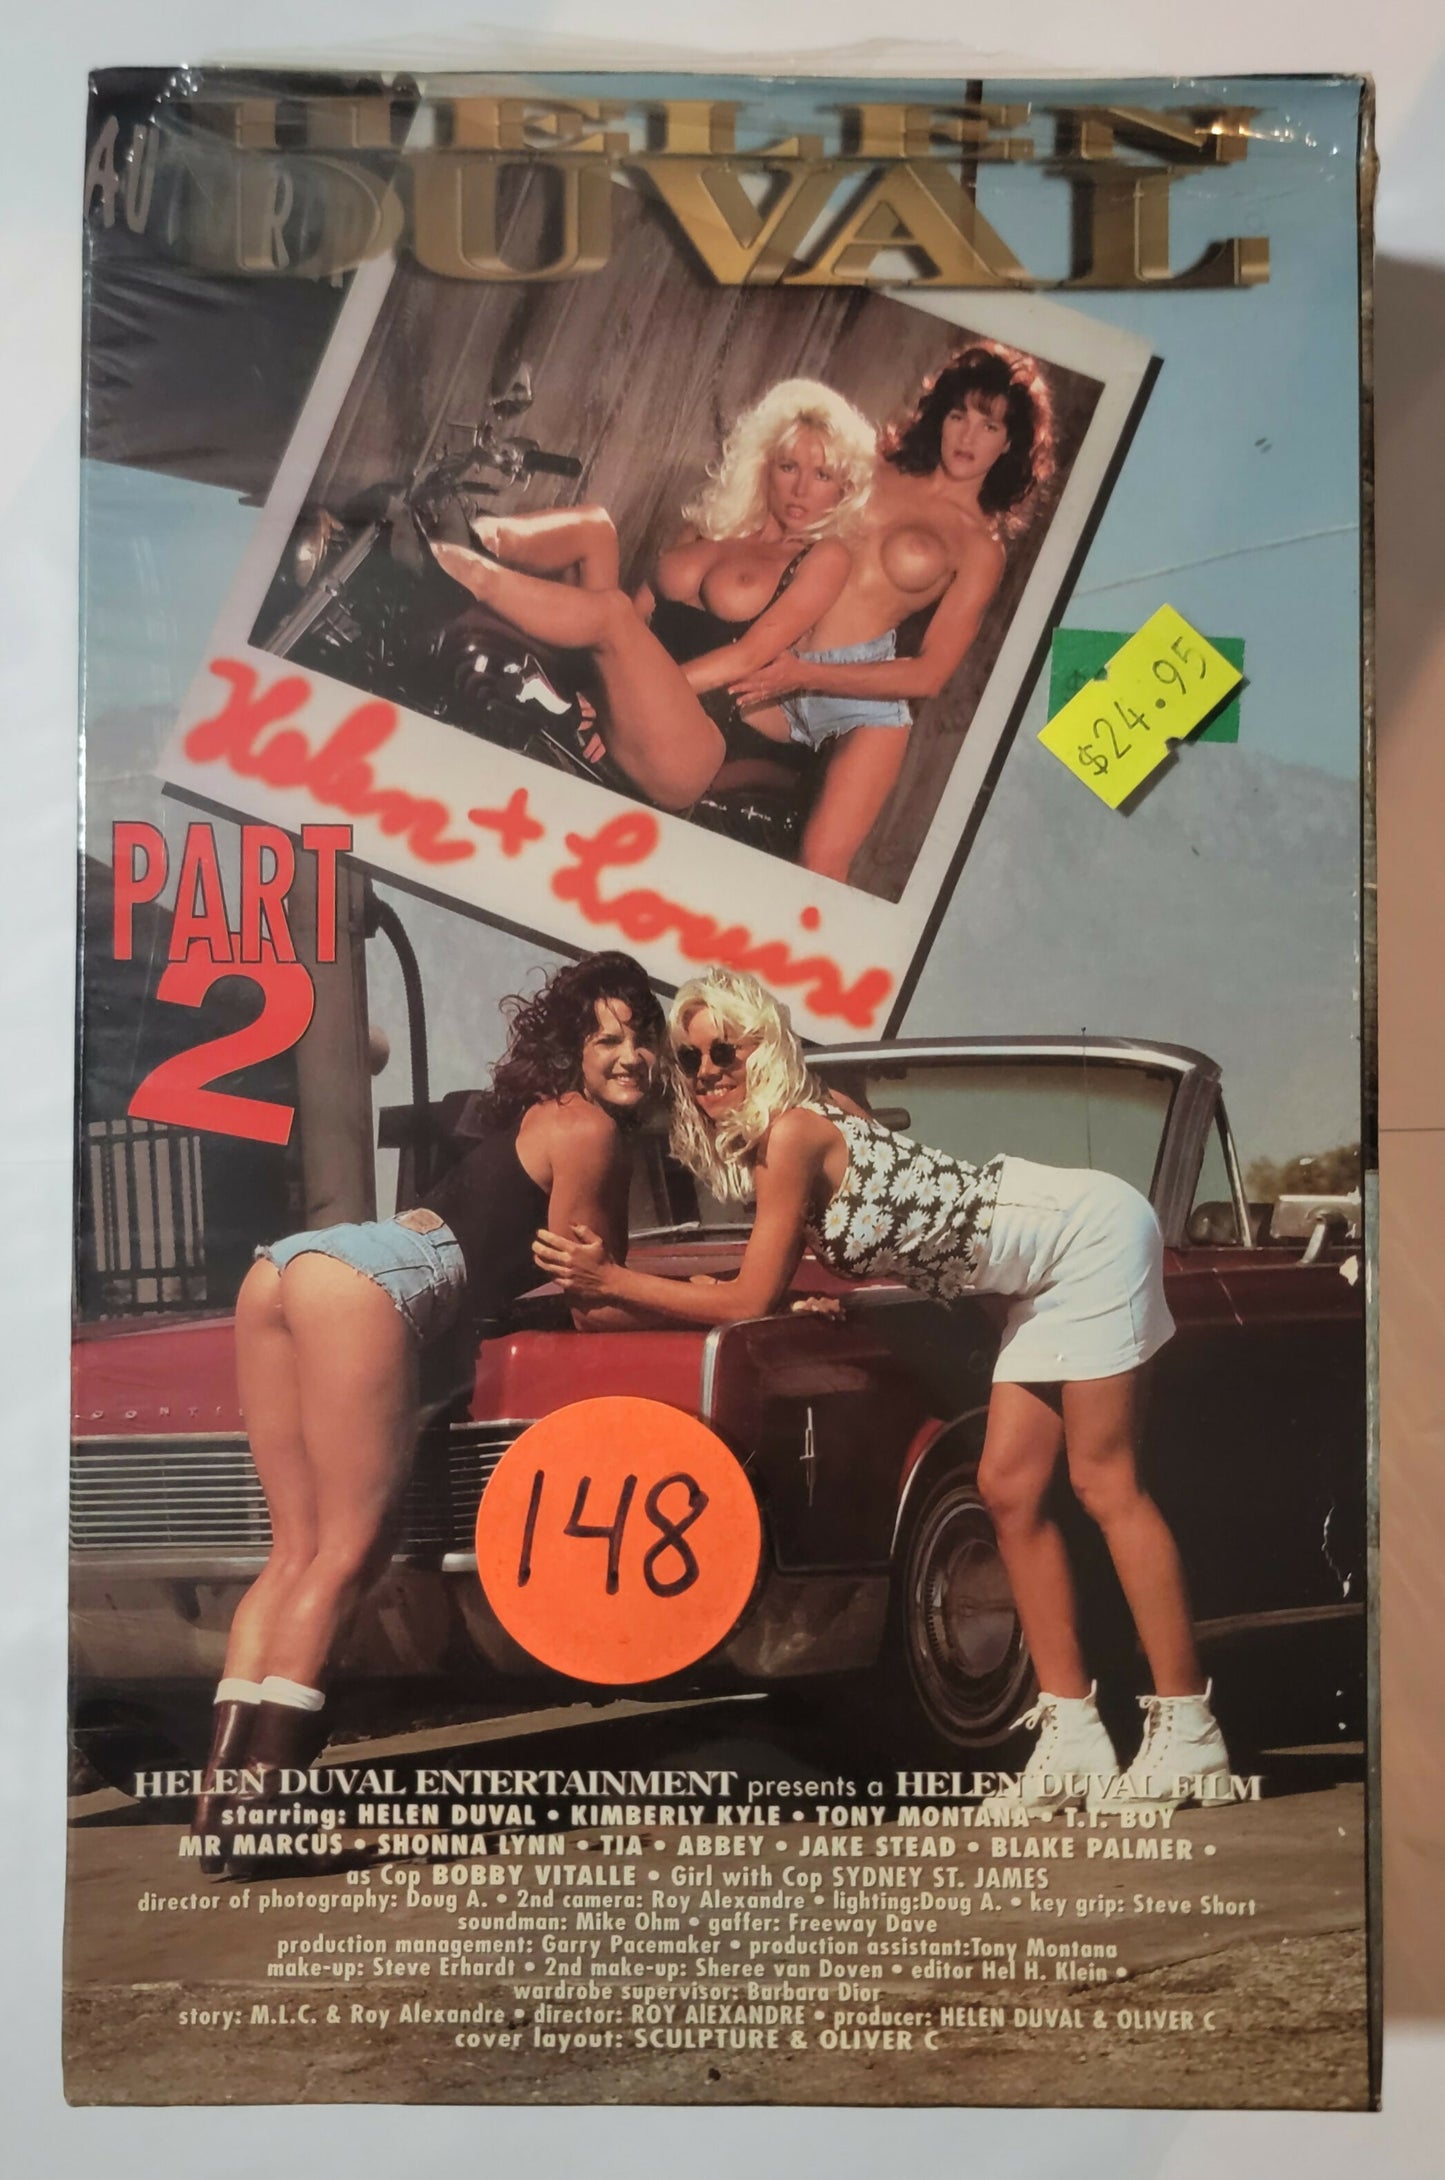 HELEN
DUVAL
$24.95
Helen + Louise
PART
2
CONTI
148
HELEN DUVAL ENTERTAINMENT presents a HELEN DUVAL FILM
starring: HELEN DUVAL • KIMBERLY KYLE • TONY MONTANA • T.T. BOY
MR MARCUS • SHONNA LYNN • TIA • ABBEY • JAKE STEAD • BLAKE PALMER •
as Cop BOBBY VITALLE • Girl with Cop SYDNEY ST. JAMES
director of photography: Doug A. • 2nd camera: Roy Alexandre • lighting:Doug A. • key grip: Steve Short
soundman: Mike Ohm • gaffer: Freeway Dave
production management: Garry Pacemaker • production assistant:Tony Montana
make-up: Steve Erhardt • 2nd make-up: Sheree van Doven • editor Hel H. Klein •
wardrobe supervisor: Barbara Dior
story: M.L.C. & Roy Alexandre • director: ROY AlEXANDRE • producer: HELEN DUVAL & OLIVER C
cover layout: SCULPTURE & OLIVER C